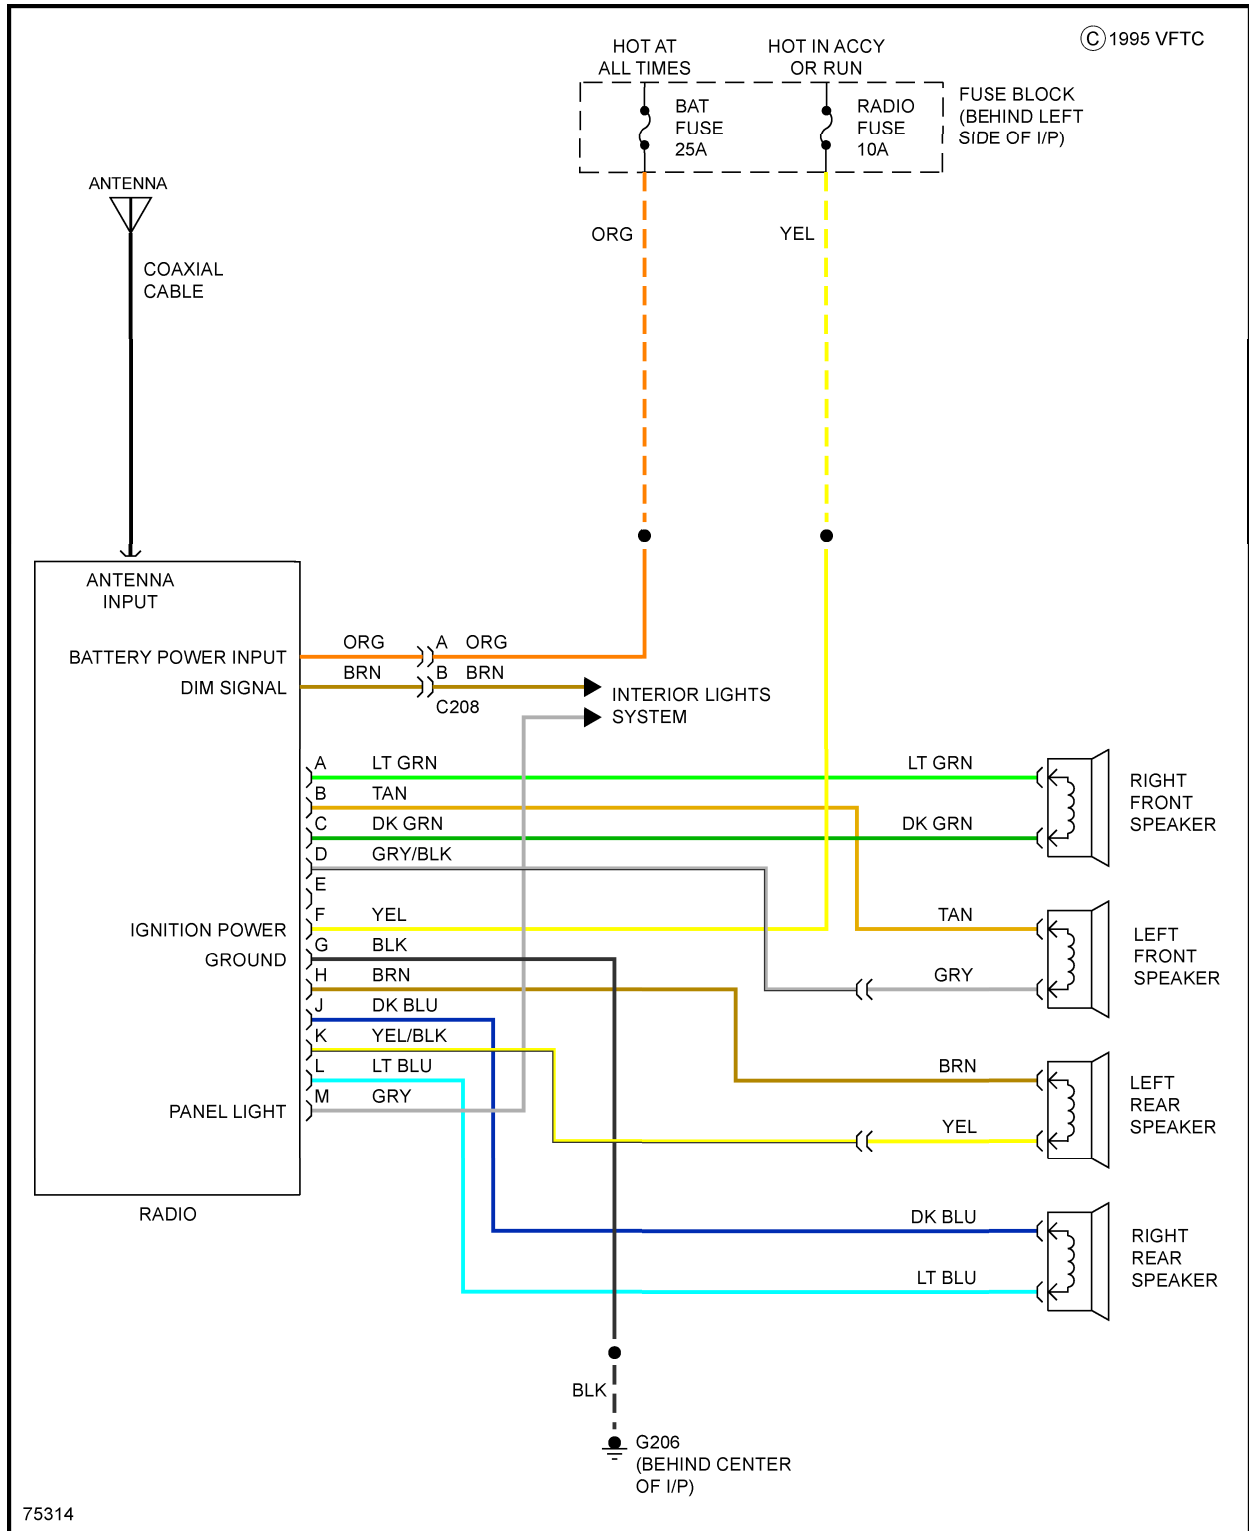 © 1995 VFTC
HOT AT
ALL TIMES
HOT IN ACCY
OR RUN
BAT
FUSE
25A
RADIO
FUSE
10A
FUSE BLOCK
(BEHIND LEFT
SIDE OF I/P)
ANTENNA
COAXIAL
CABLE
ORG
YEL
ANTENNA
INPUT
BATTERY POWER INPUT
ORG
A
ORG
DIM SIGNAL
BRN
B
BRN
C208
INTERIOR LIGHTS
SYSTEM
A
LT GRN
LT GRN
B
TAN
C
DK GRN
DK GRN
RIGHT
FRONT
SPEAKER
D
GRY/BLK
E
F
YEL
TAN
IGNITION POWER
G
BLK
GROUND
LEFT
FRONT
SPEAKER
H
BRN
GRY
J
DK BLU
K
YEL/BLK
L
LT BLU
BRN
M
GRY
PANEL LIGHT
YEL
LEFT
REAR
SPEAKER
RADIO
DK BLU
LT BLU
RIGHT
REAR
SPEAKER
BLK
G206
(BEHIND CENTER
OF I/P)
75314